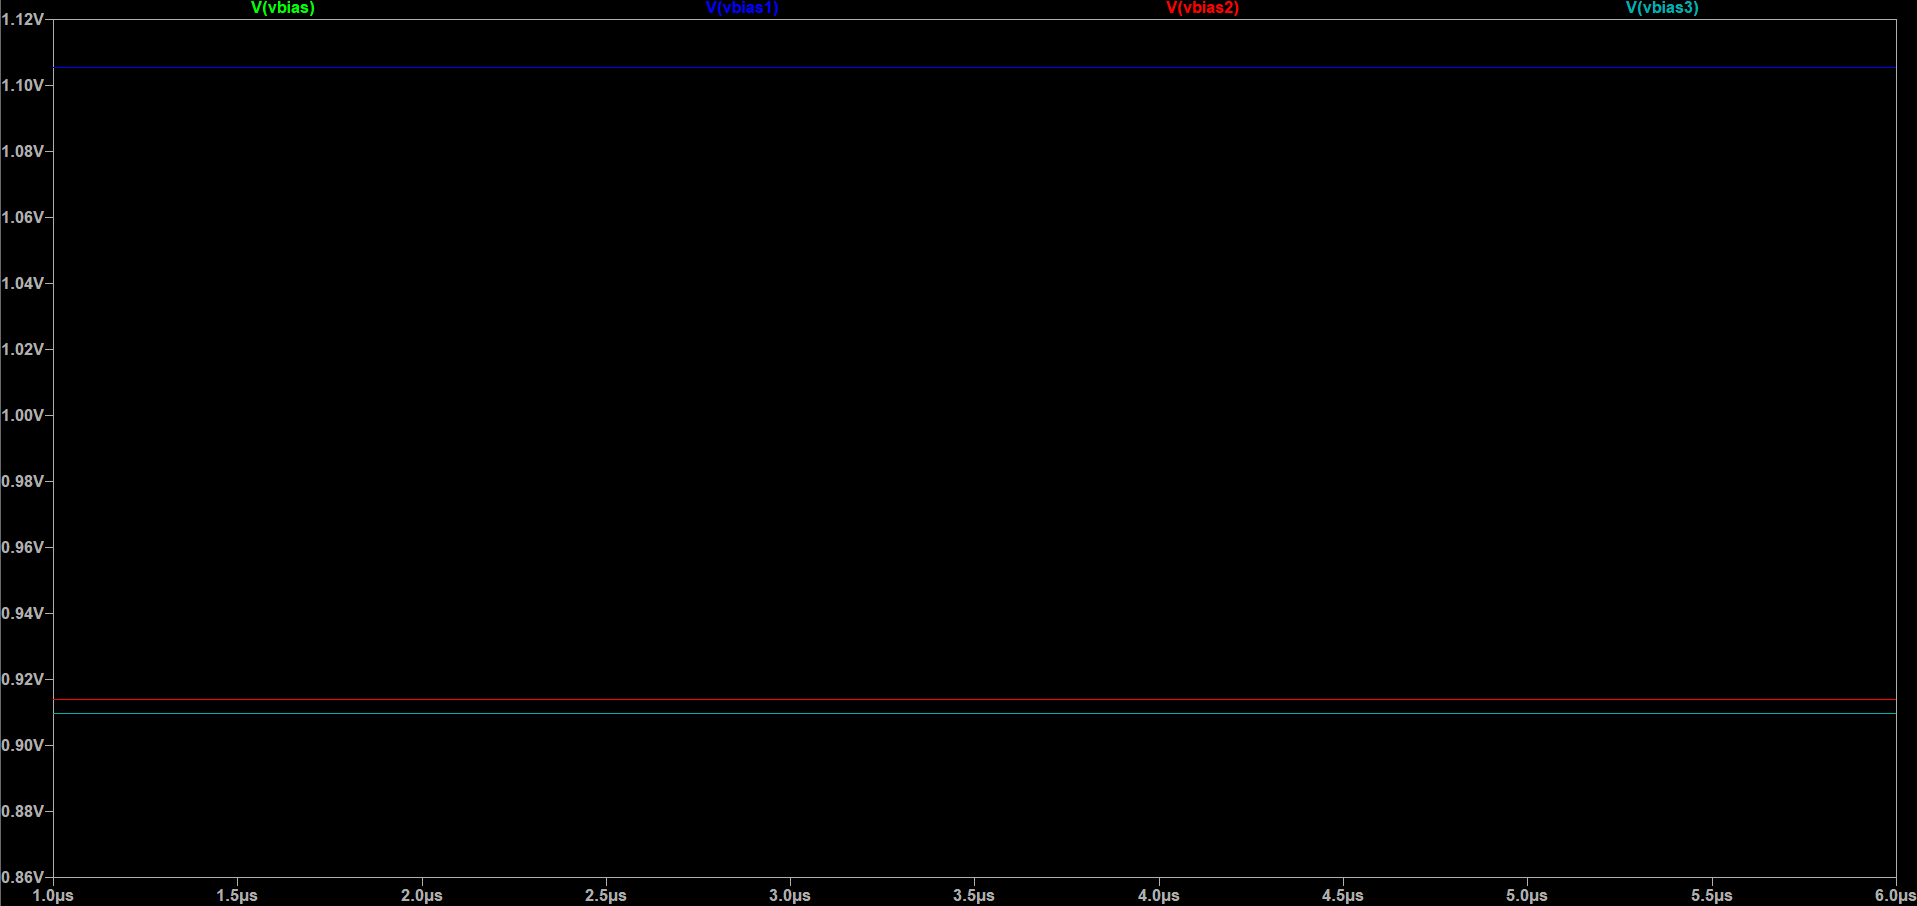 V(vbias) V(vbias1) V(vbias2) V(vbias3)
1.12V
1.10V
1.08V
1.06V
1.04V
1.02V
1.00V
0.98V
0.96V
0.94V
0.92V
0.90V
0.88V
0.86V
1.0µs 1.5µs 2.0µs 2.5µs 3.0µs 3.5µs 4.0µs 4.5µs 5.0µs 5.5µs 6.0µs